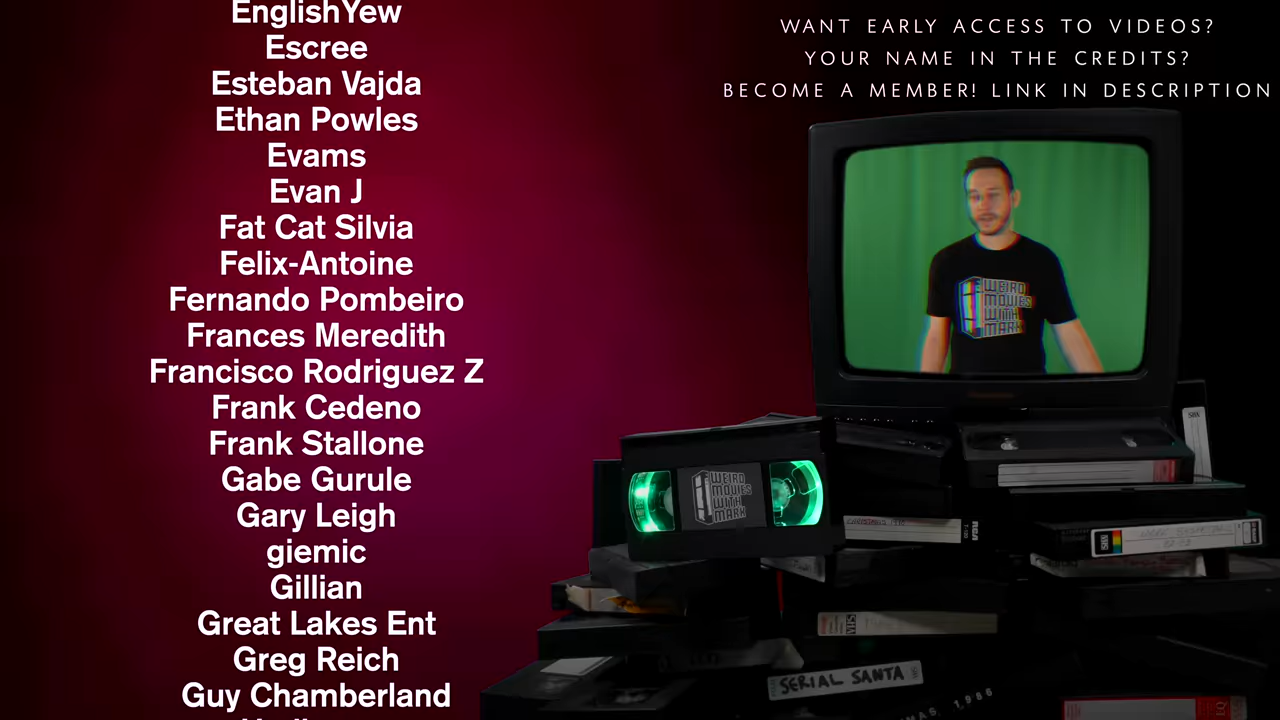 EnglishYew
Escree
Esteban Vajda
Ethan Powles
Evams
Evan J
Fat Cat Silvia
Felix-Antoine
Fernando Pombeiro
Frances Meredith
Francisco Rodriguez Z
Frank Cedeno
Frank Stallone
Gabe Gurule
Gary Leigh
giemic
Gillian
Great Lakes Ent
Greg Reich
Guy Chamberland
WANT EARLY ACCESS TO VIDEOS?
YOUR NAME IN THE CREDITS?
BECOME A MEMBER! LINK IN DESCRIPTION
WEIRD
MOVIES
WITH
MARK
WEIRD
MOVIES
WITH
MARK
RCA
VHS
SERIAL SANTA